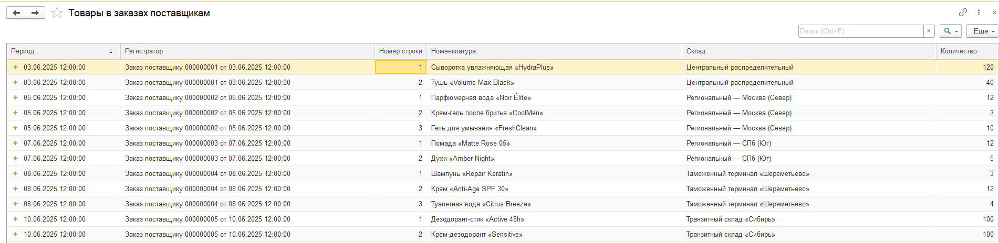 Товары в заказах поставщикам
Поиск (Ctrl+F) × Еще
Период ↓ Регистратор Номер строки Номенклатура Склад Количество
03.06.2025 12:00:00 Заказ поставщику 000000001 от 03.06.2025 12:00:00 1 Сыворотка увлажняющая «HydraPlus» Центральный распределительный 120
03.06.2025 12:00:00 Заказ поставщику 000000001 от 03.06.2025 12:00:00 2 Тушь «Volume Max Black» Центральный распределительный 40
05.06.2025 12:00:00 Заказ поставщику 000000002 от 05.06.2025 12:00:00 1 Парфюмерная вода «Noir Élite» Региональный — Москва (Север) 12
05.06.2025 12:00:00 Заказ поставщику 000000002 от 05.06.2025 12:00:00 2 Крем-гель после бритья «CoolMen» Региональный — Москва (Север) 3
05.06.2025 12:00:00 Заказ поставщику 000000002 от 05.06.2025 12:00:00 3 Гель для умывания «FreshClean» Региональный — Москва (Север) 10
07.06.2025 12:00:00 Заказ поставщику 000000003 от 07.06.2025 12:00:00 1 Помада «Matte Rose 05» Региональный — СПб (Юг) 12
07.06.2025 12:00:00 Заказ поставщику 000000003 от 07.06.2025 12:00:00 2 Духи «Amber Night» Региональный — СПб (Юг) 5
08.06.2025 12:00:00 Заказ поставщику 000000004 от 08.06.2025 12:00:00 1 Шампунь «Repair Keratin» Таможенный терминал «Шереметьево» 3
08.06.2025 12:00:00 Заказ поставщику 000000004 от 08.06.2025 12:00:00 2 Крем «Anti-Age SPF 30» Таможенный терминал «Шереметьево» 12
08.06.2025 12:00:00 Заказ поставщику 000000004 от 08.06.2025 12:00:00 3 Туалетная вода «Citrus Breeze» Таможенный терминал «Шереметьево» 4
10.06.2025 12:00:00 Заказ поставщику 000000005 от 10.06.2025 12:00:00 1 Дезодорант-стик «Active 48h» Транзитный склад «Сибирь» 100
10.06.2025 12:00:00 Заказ поставщику 000000005 от 10.06.2025 12:00:00 2 Крем-дезодорант «Sensitive» Транзитный склад «Сибирь» 100